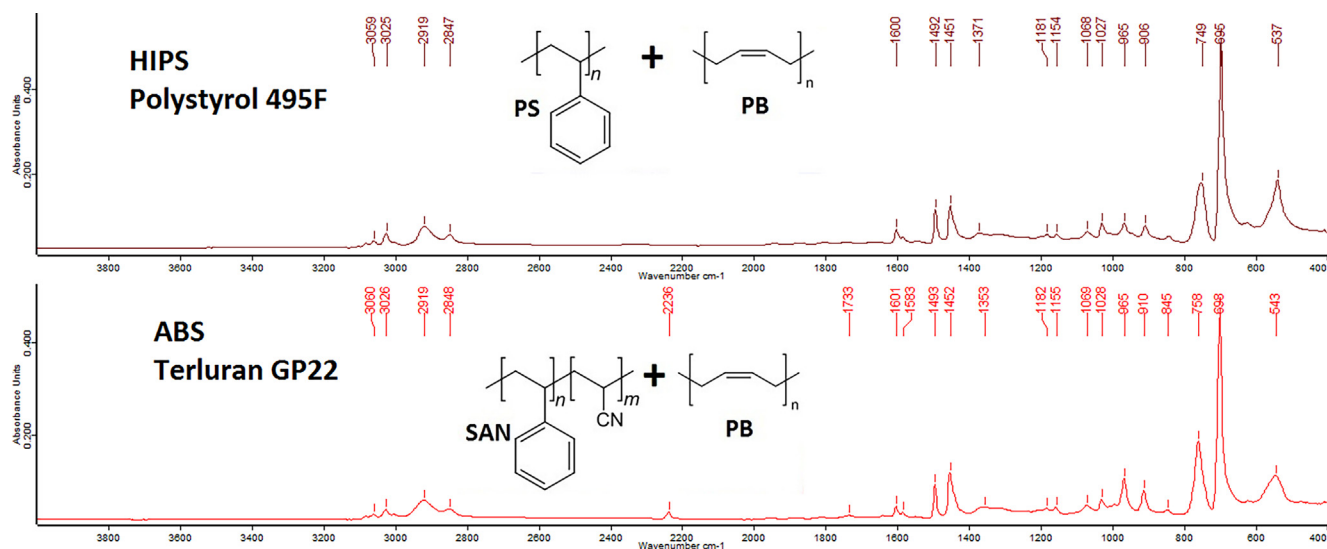 3059 3025 2919 2847 1600 1492 1451 1371 1181 1154 1068 1027 965 906 749 695 537
HIPS
Polystyrol 495F
PS
n
+
PB
n
Absorbance Units
0.200 0.400
3800 3600 3400 3200 3000 2800 2600 2400 2200 2000 1800 1600 1400 1200 1000 800 600 400
Wavenumber cm-1
3060 3026 2919 2848 2236 1733 1601 1583 1493 1452 1353 1182 1155 1069 1028 965 910 845 758 698 543
ABS
Terluran GP22
SAN
n
m
CN
+
PB
n
Absorbance Units
0.200 0.400
3800 3600 3400 3200 3000 2800 2600 2400 2200 2000 1800 1600 1400 1200 1000 800 600 400
Wavenumber cm-1